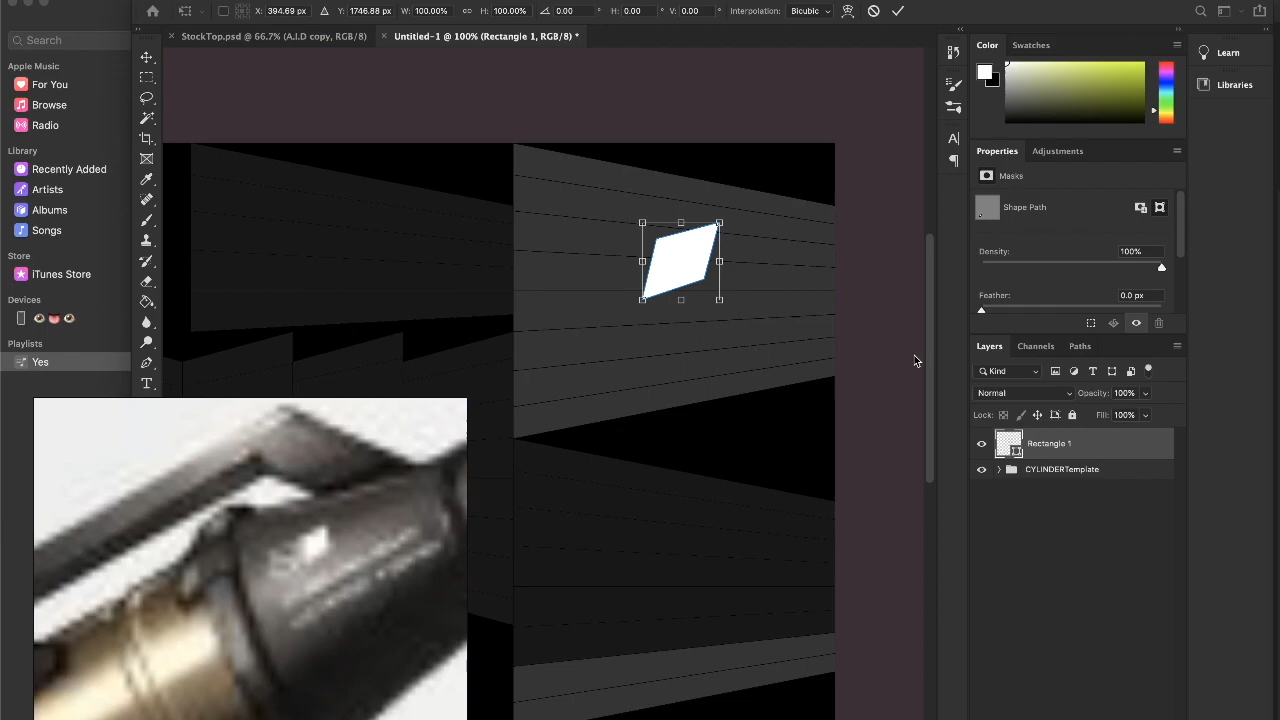 X: 394.69 px Y: 1746.88 px W: 100.00% H: 100.00% 0.00 H: 0.00 V: 0.00 Interpolation: Bicubic
StockTop.psd @ 66.7% (A.I.D copy, RGB/8)
Untitled-1 @ 100% (Rectangle 1, RGB/8) *
Search
Apple Music
For You
Browse
Radio
Library
Recently Added
Artists
Albums
Songs
Store
iTunes Store
Devices
Playlists
Yes
Color Swatches
Learn
Libraries
Properties Adjustments
Masks
Shape Path
Density: 100%
Feather: 0.0 px
Layers Channels Paths
Kind
Normal Opacity: 100%
Lock: Fill: 100%
Rectangle 1
CYLINDERTemplate